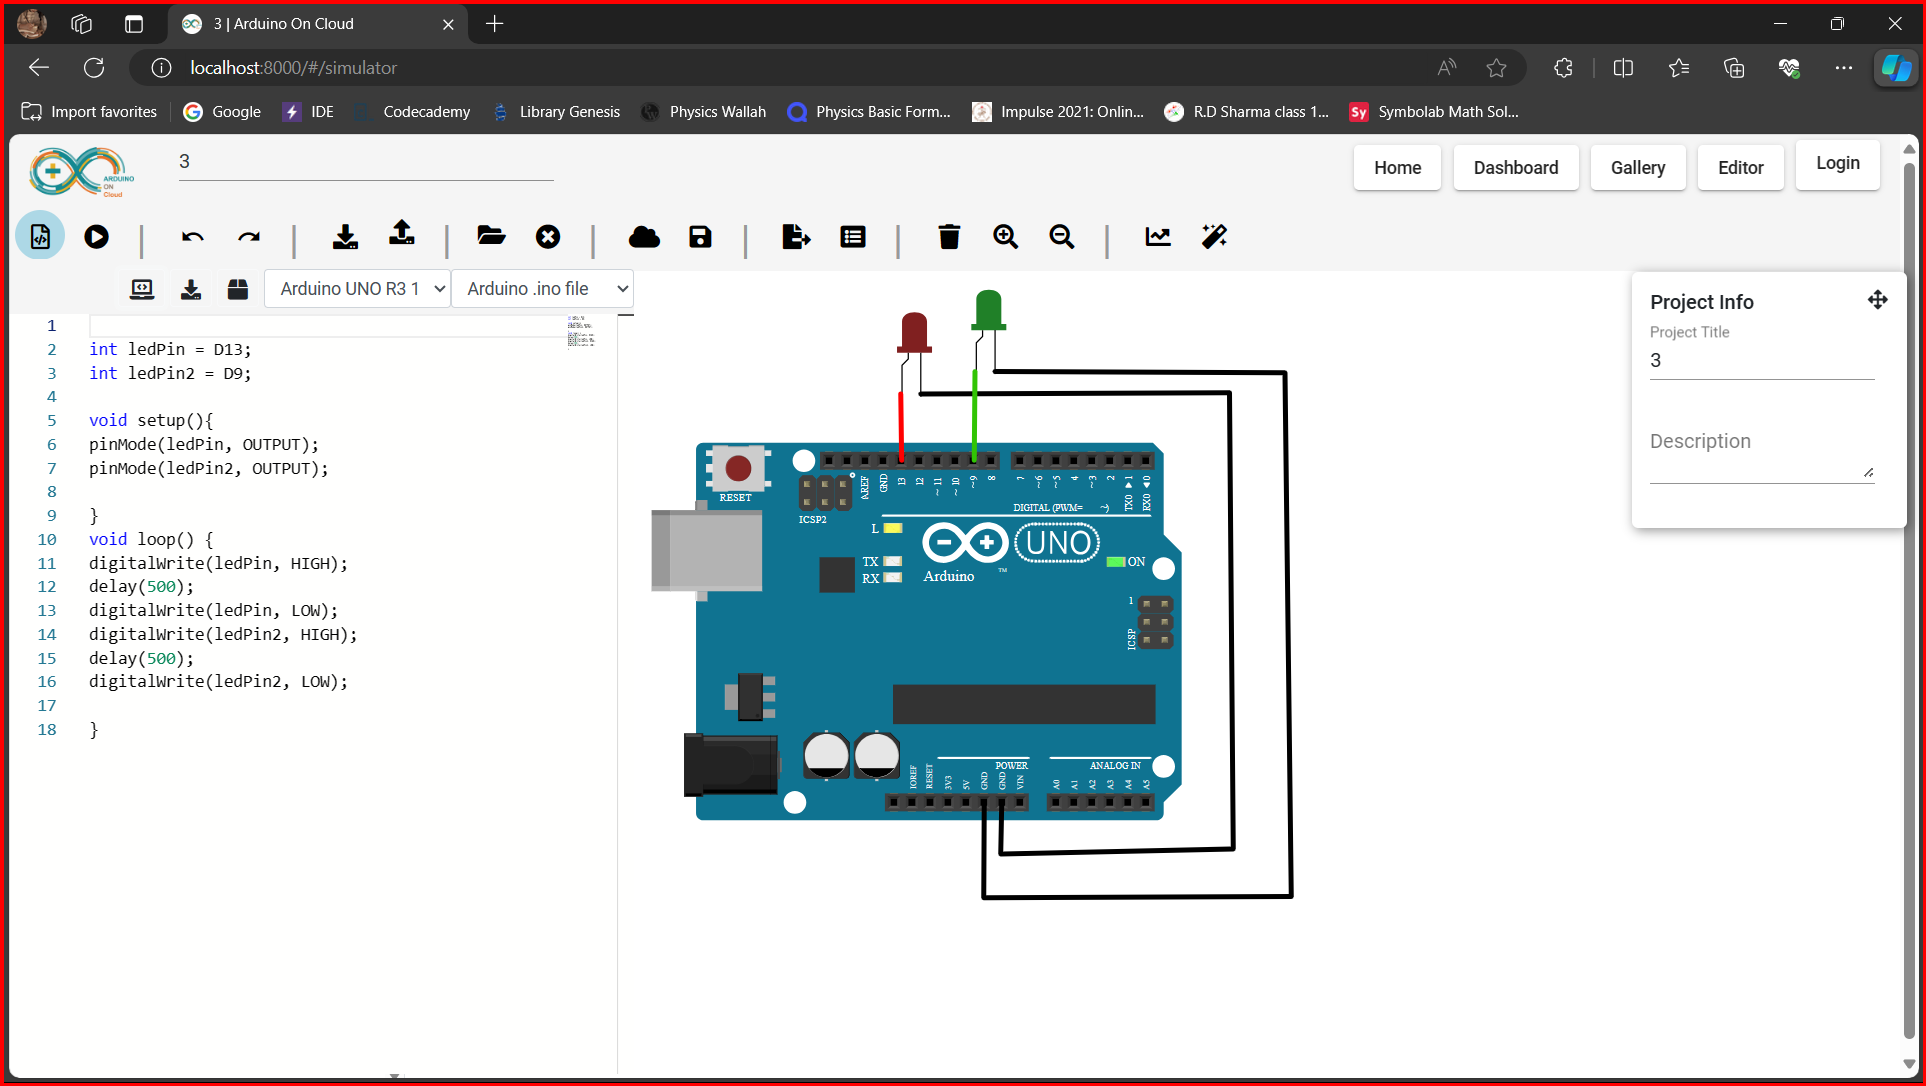 3 | Arduino On Cloud
localhost:8000/#/simulator
Import favorites
Google
IDE
Codecademy
Library Genesis
Physics Wallah
Physics Basic Form...
Impulse 2021: Onlin...
R.D Sharma class 1...
Sy
Symbolab Math Sol...
ARDUINO
ON
Cloud
3
Home
Dashboard
Gallery
Editor
Login
Arduino UNO R3 1
Arduino .ino file
1
2 int ledPin = D13;
3 int ledPin2 = D9;
4
5 void setup(){
6 pinMode(ledPin, OUTPUT);
7 pinMode(ledPin2, OUTPUT);
8
9 }
10 void loop() {
11 digitalWrite(ledPin, HIGH);
12 delay(500);
13 digitalWrite(ledPin, LOW);
14 digitalWrite(ledPin2, HIGH);
15 delay(500);
16 digitalWrite(ledPin2, LOW);
17
18 }
RESET
ICSP2
AREF
GND
13
12
~11
~10
~9
8
7
~6
~5
4
~3
2
TX0 ▶ 1
RX0 ◀ 0
DIGITAL (PWM= ~)
L
TX
RX
UNO
Arduino
TM
ON
1
ICSP
POWER
ANALOG IN
IOREF
RESET
3V3
5V
GND
GND
VIN
A0
A1
A2
A3
A4
A5
Project Info
Project Title
3
Description